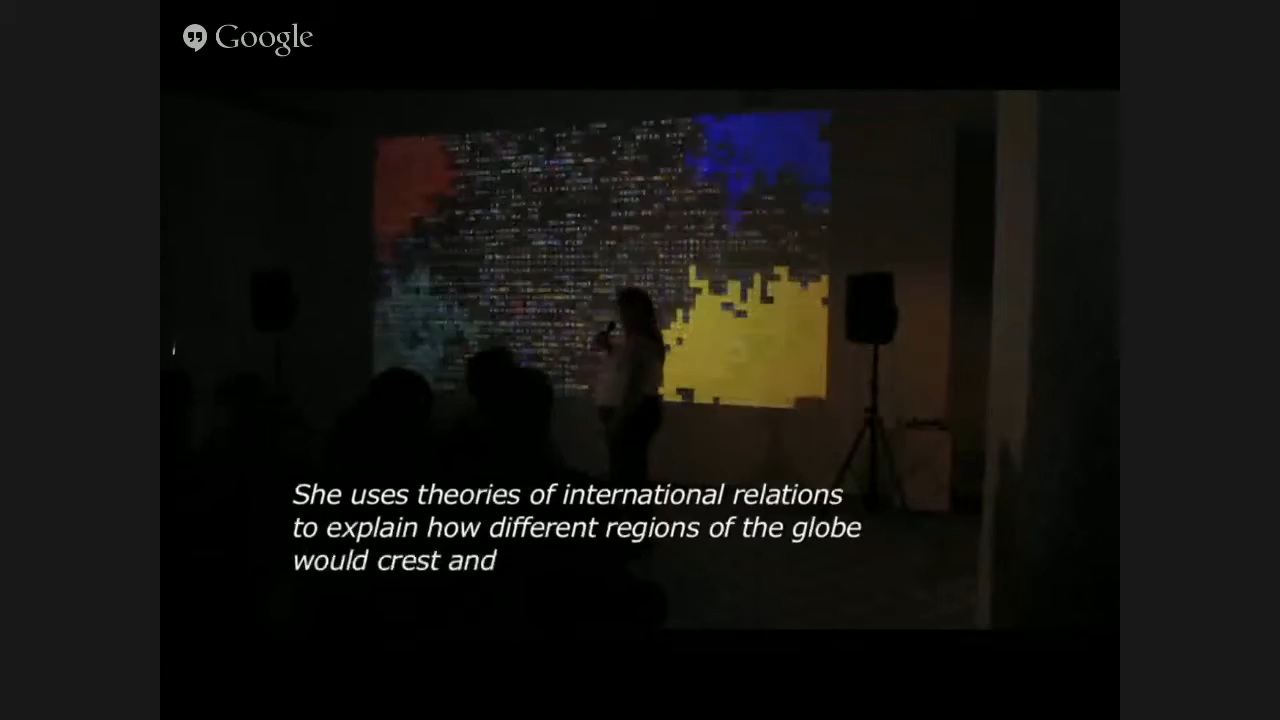 Google
She uses theories of international relations
to explain how different regions of the globe
would crest and